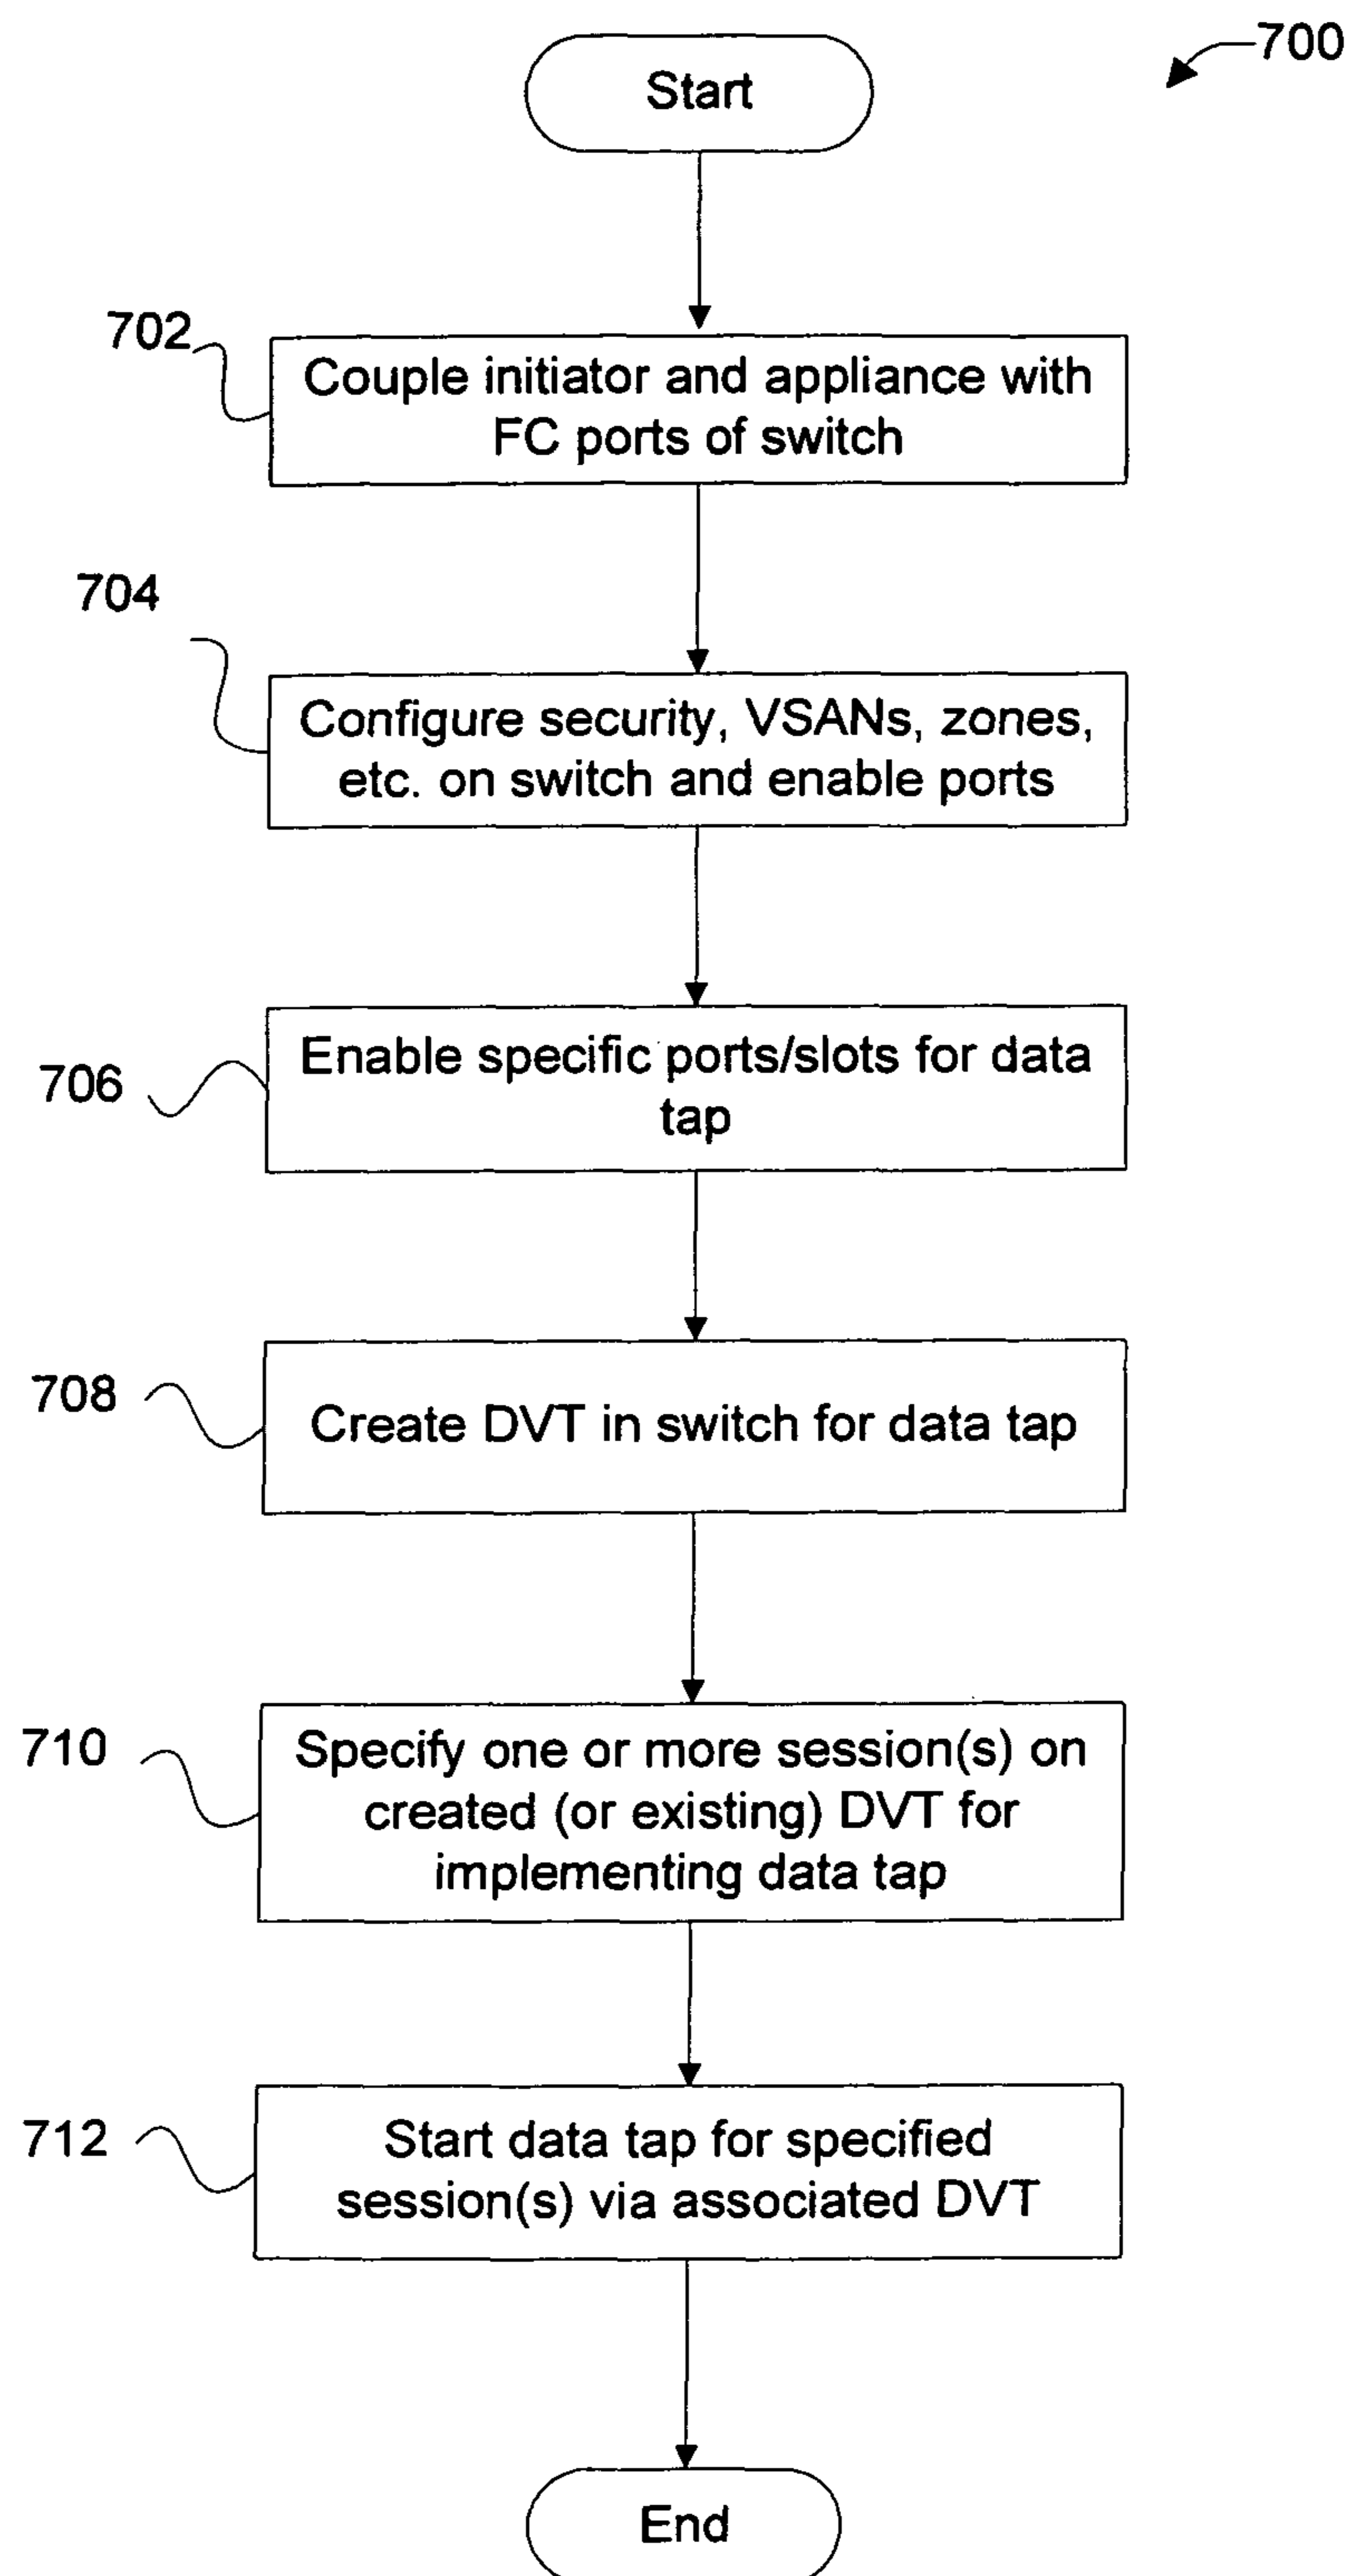 700
Start
702
Couple initiator and appliance with
FC ports of switch
704
Configure security, VSANs, zones,
etc. on switch and enable ports
706
Enable specific ports/slots for data
tap
708
Create DVT in switch for data tap
710
Specify one or more session(s) on
created (or existing) DVT for
implementing data tap
712
Start data tap for specified
session(s) via associated DVT
End